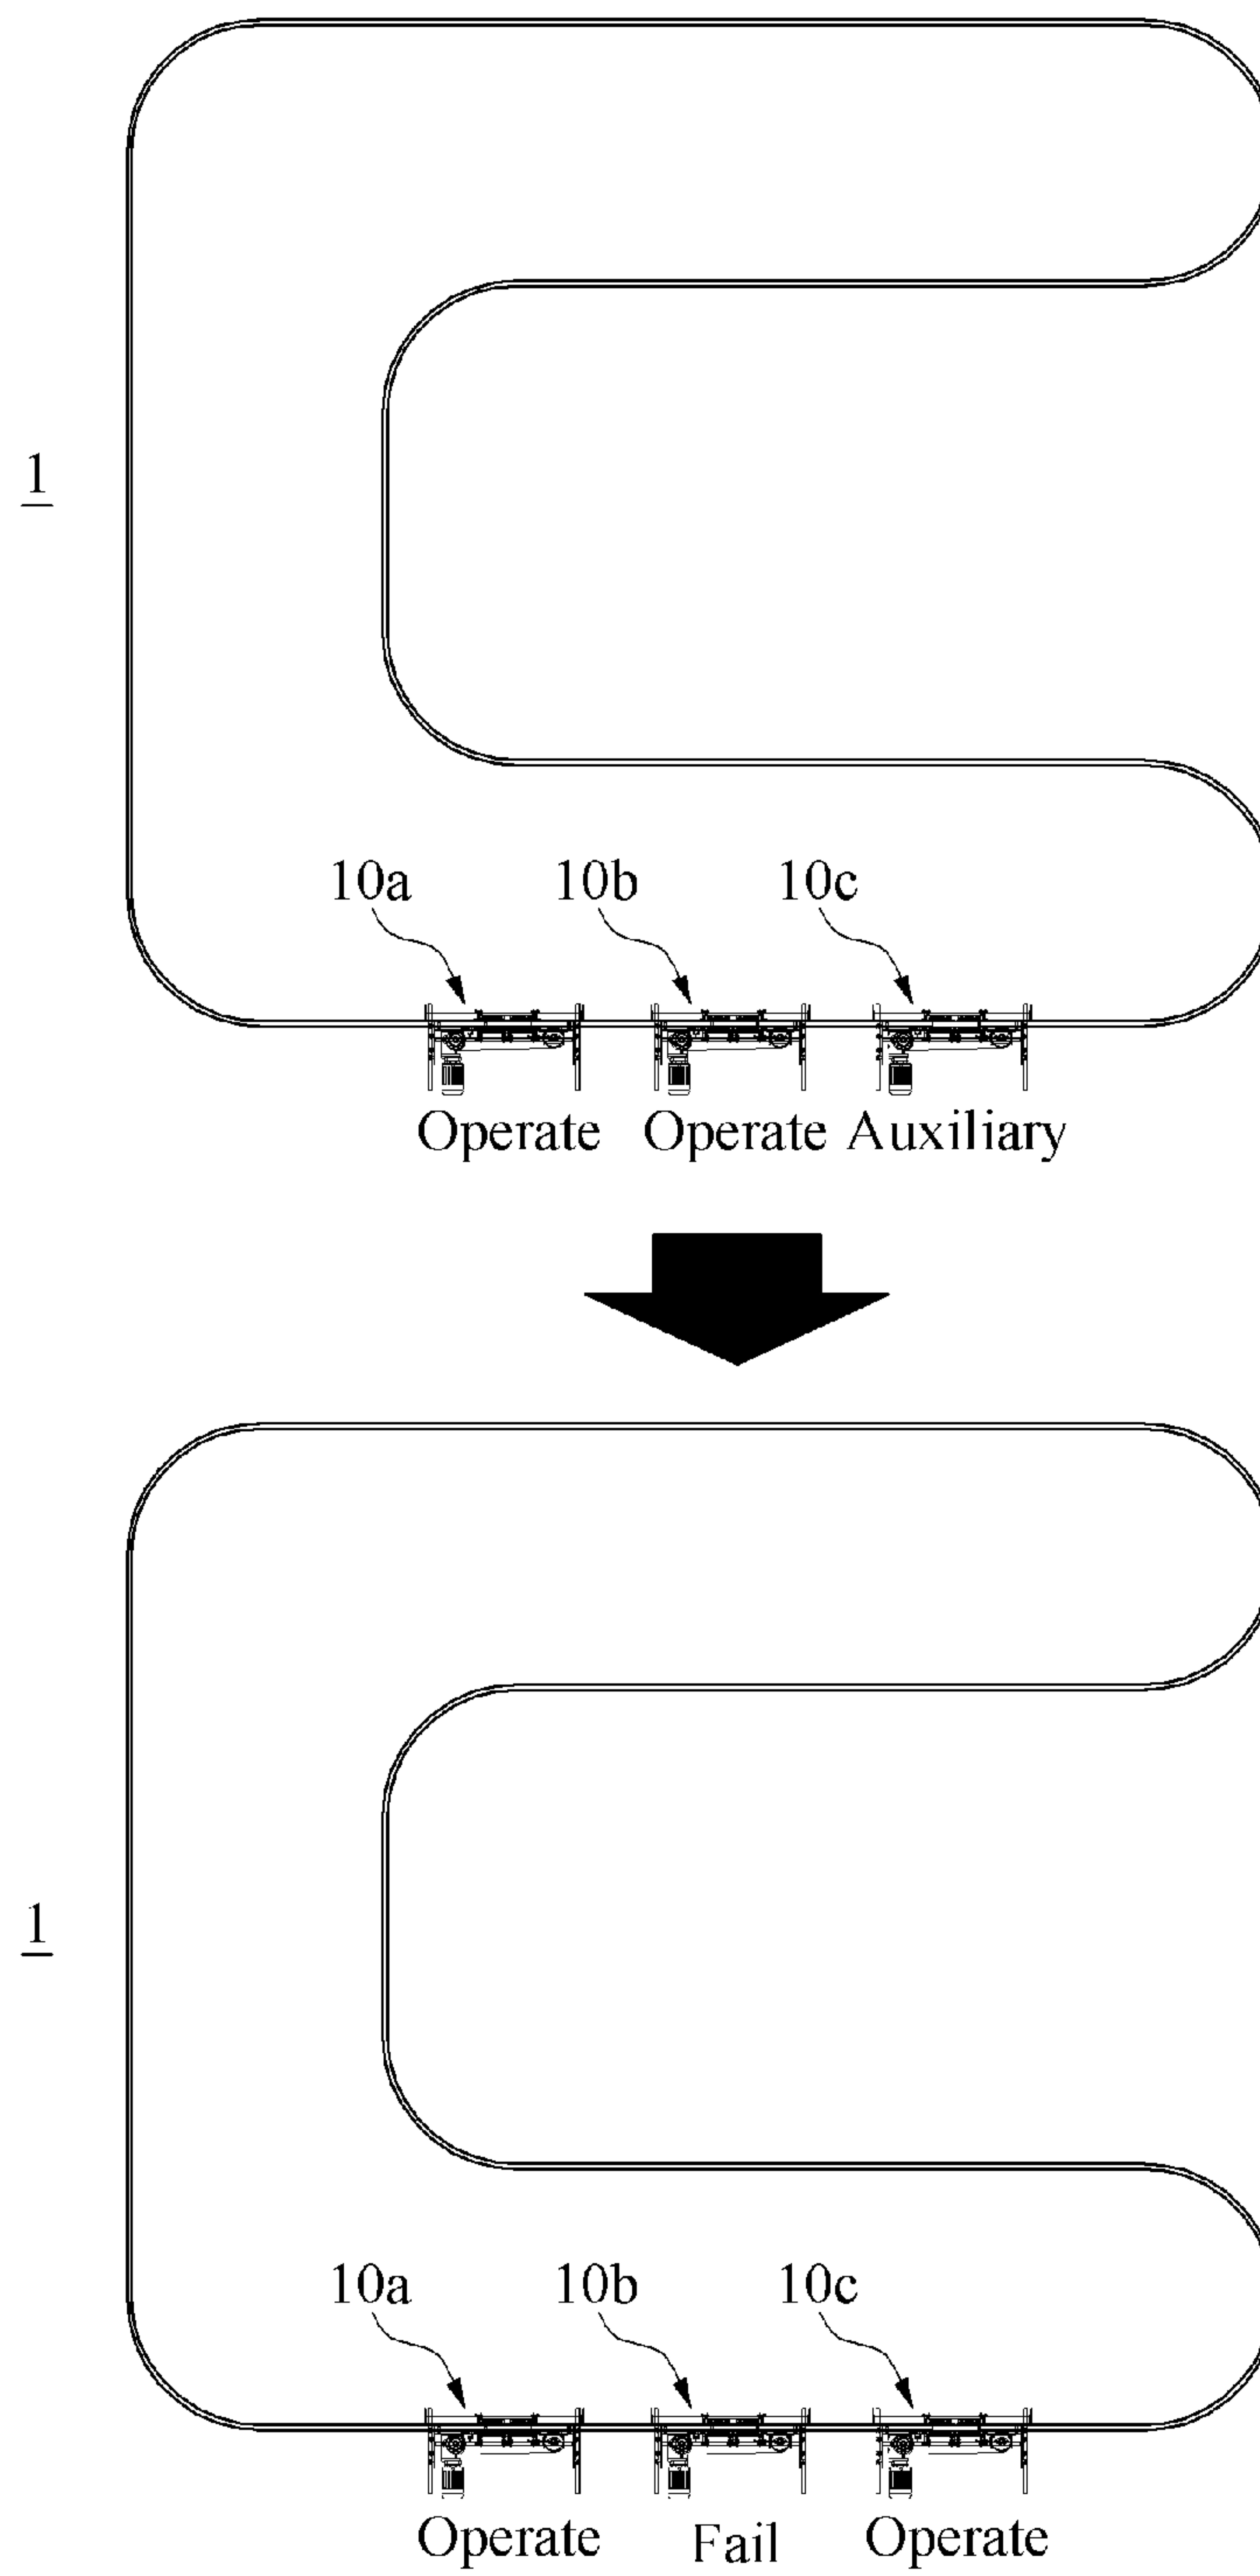 1
10a 10b 10c
Operate Operate Auxiliary
1
10a 10b 10c
Operate Fail Operate